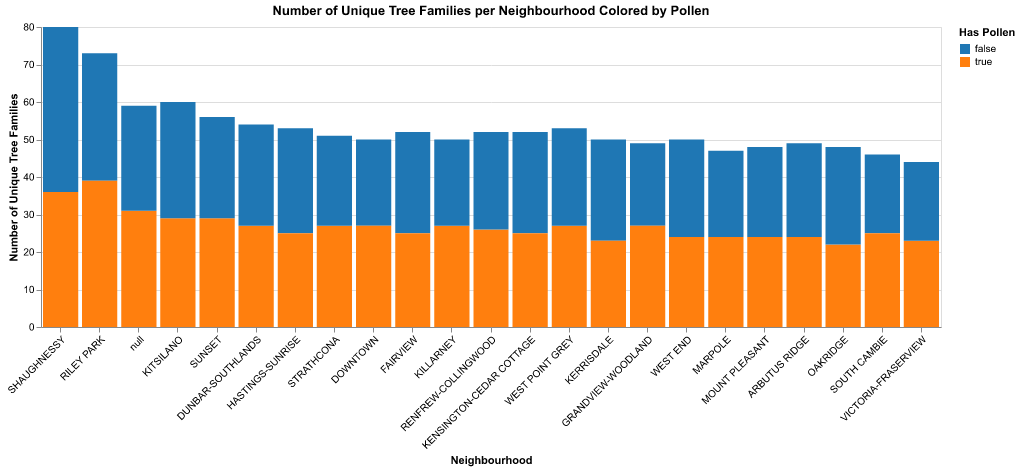 Number of Unique Tree Families per Neighbourhood Colored by Pollen
Has Pollen
false
true
Number of Unique Tree Families
80
70
60
50
40
30
20
10
0
SHAUGHNESSY
RILEY PARK
null
KITSILANO
SUNSET
DUNBAR-SOUTHLANDS
HASTINGS-SUNRISE
STRATHCONA
DOWNTOWN
FAIRVIEW
KILLARNEY
RENFREW-COLLINGWOOD
KENSINGTON-CEDAR COTTAGE
WEST POINT GREY
KERRISDALE
GRANDVIEW-WOODLAND
WEST END
MARPOLE
MOUNT PLEASANT
ARBUTUS RIDGE
OAKRIDGE
SOUTH CAMBIE
VICTORIA-FRASERVIEW
Neighbourhood